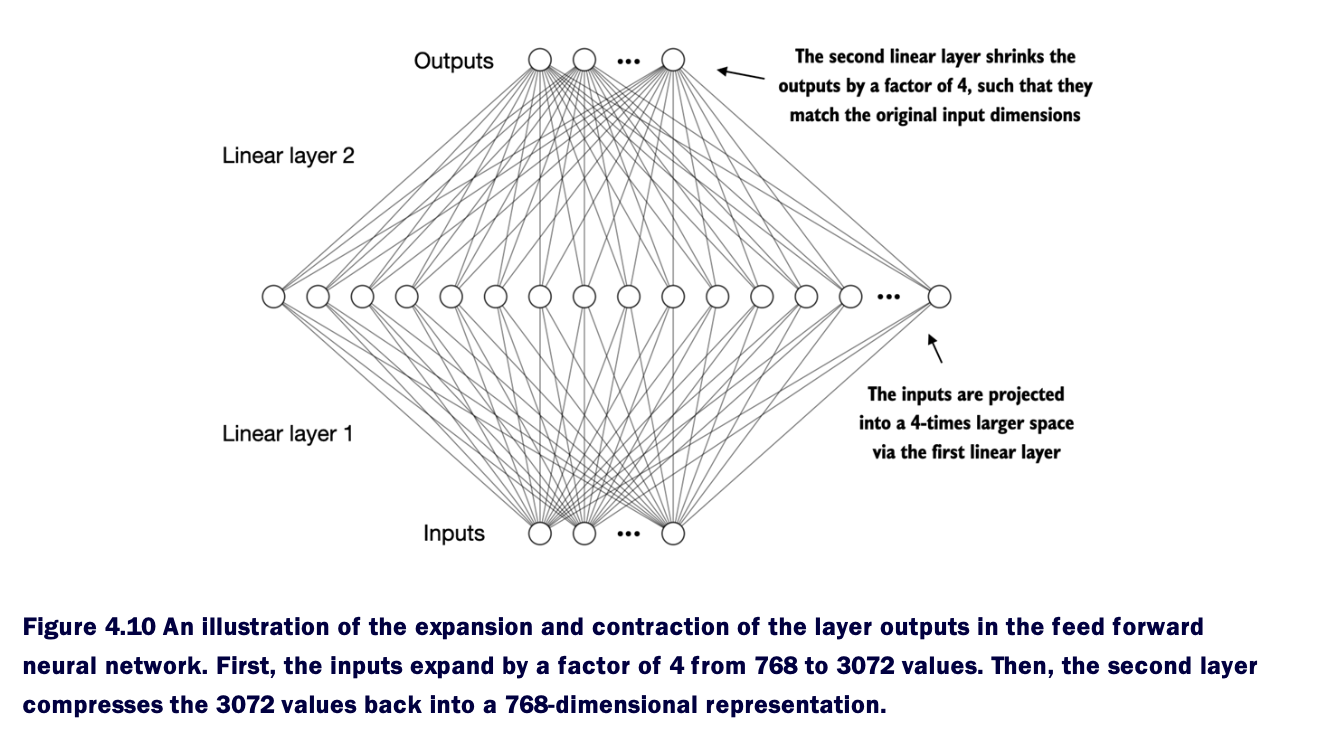 Outputs
The second linear layer shrinks the
outputs by a factor of 4, such that they
match the original input dimensions
Linear layer 2
The inputs are projected
into a 4-times larger space
via the first linear layer
Linear layer 1
Inputs
Figure 4.10 An illustration of the expansion and contraction of the layer outputs in the feed forward
neural network. First, the inputs expand by a factor of 4 from 768 to 3072 values. Then, the second layer
compresses the 3072 values back into a 768-dimensional representation.